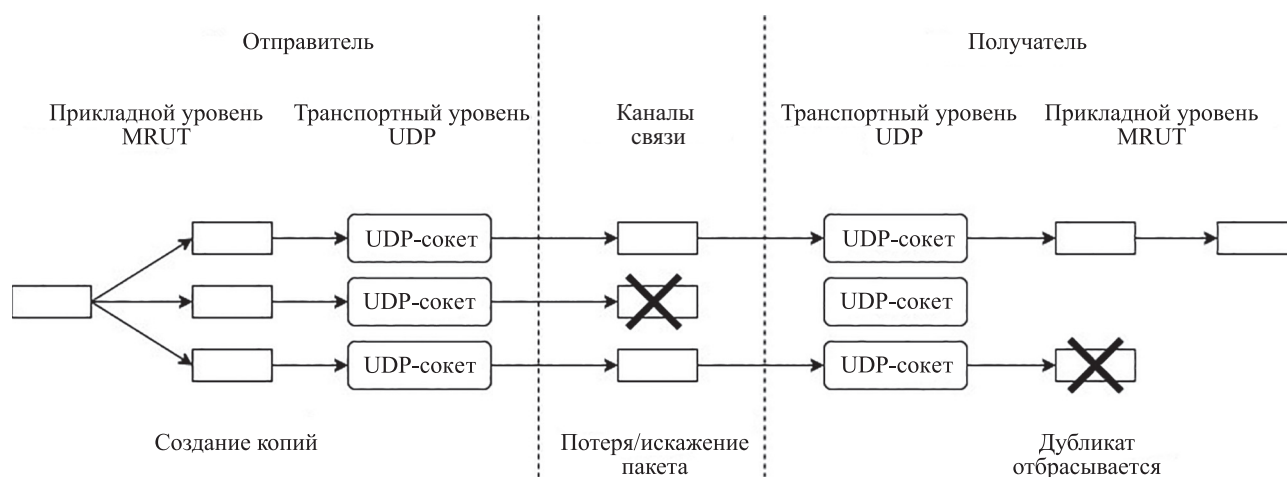 Отправитель
Получатель
Прикладной уровень
MRUT
Транспортный уровень
UDP
Каналы
связи
Транспортный уровень
UDP
Прикладной уровень
MRUT
UDP-сокет
UDP-сокет
UDP-сокет
UDP-сокет
UDP-сокет
UDP-сокет
Создание копий
Потеря/искажение
пакета
Дубликат
отбрасывается